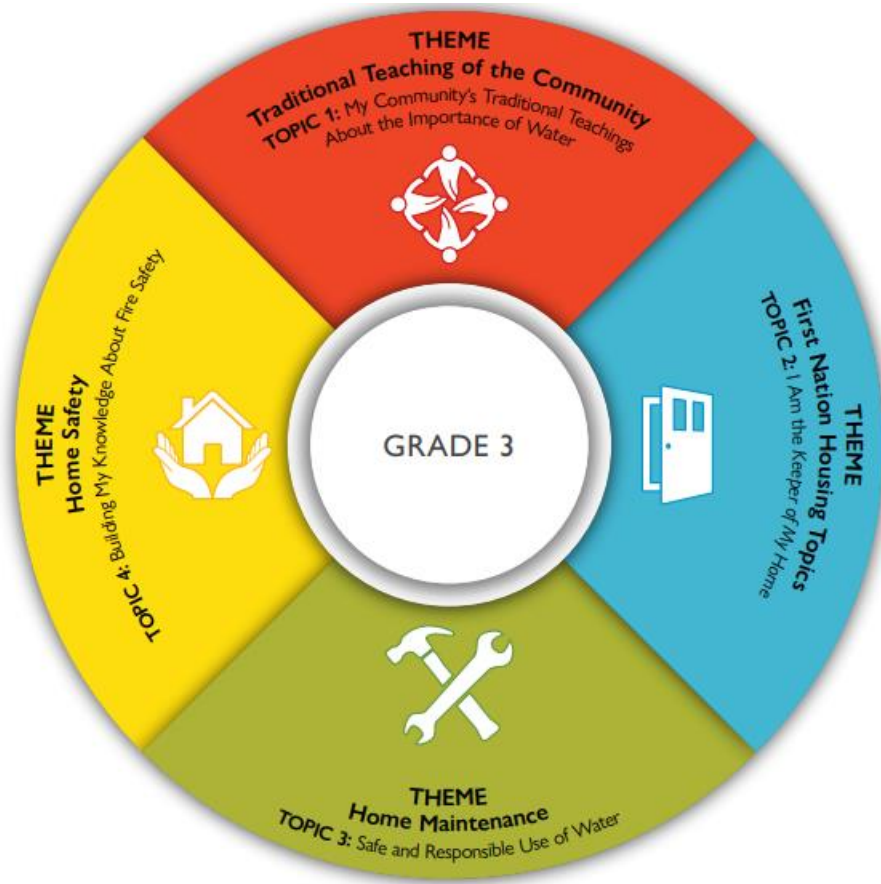 THEME
Traditional Teaching of the Community
TOPIC 1: My Community's Traditional Teachings
About the Importance of Water
THEME
First Nation Housing Topics
TOPIC 2: I Am the Keeper of My Home
THEME
Home Maintenance
TOPIC 3: Safe and Responsible Use of Water
THEME
Home Safety
TOPIC 4: Building My Knowledge About Fire Safety
GRADE 3